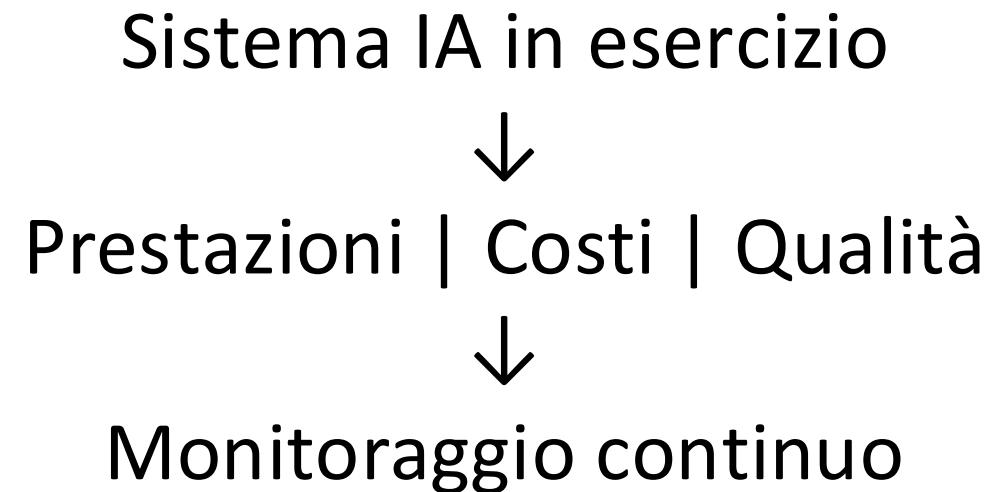 Sistema IA in esercizio
↓
Prestazioni | Costi | Qualità
↓
Monitoraggio continuo